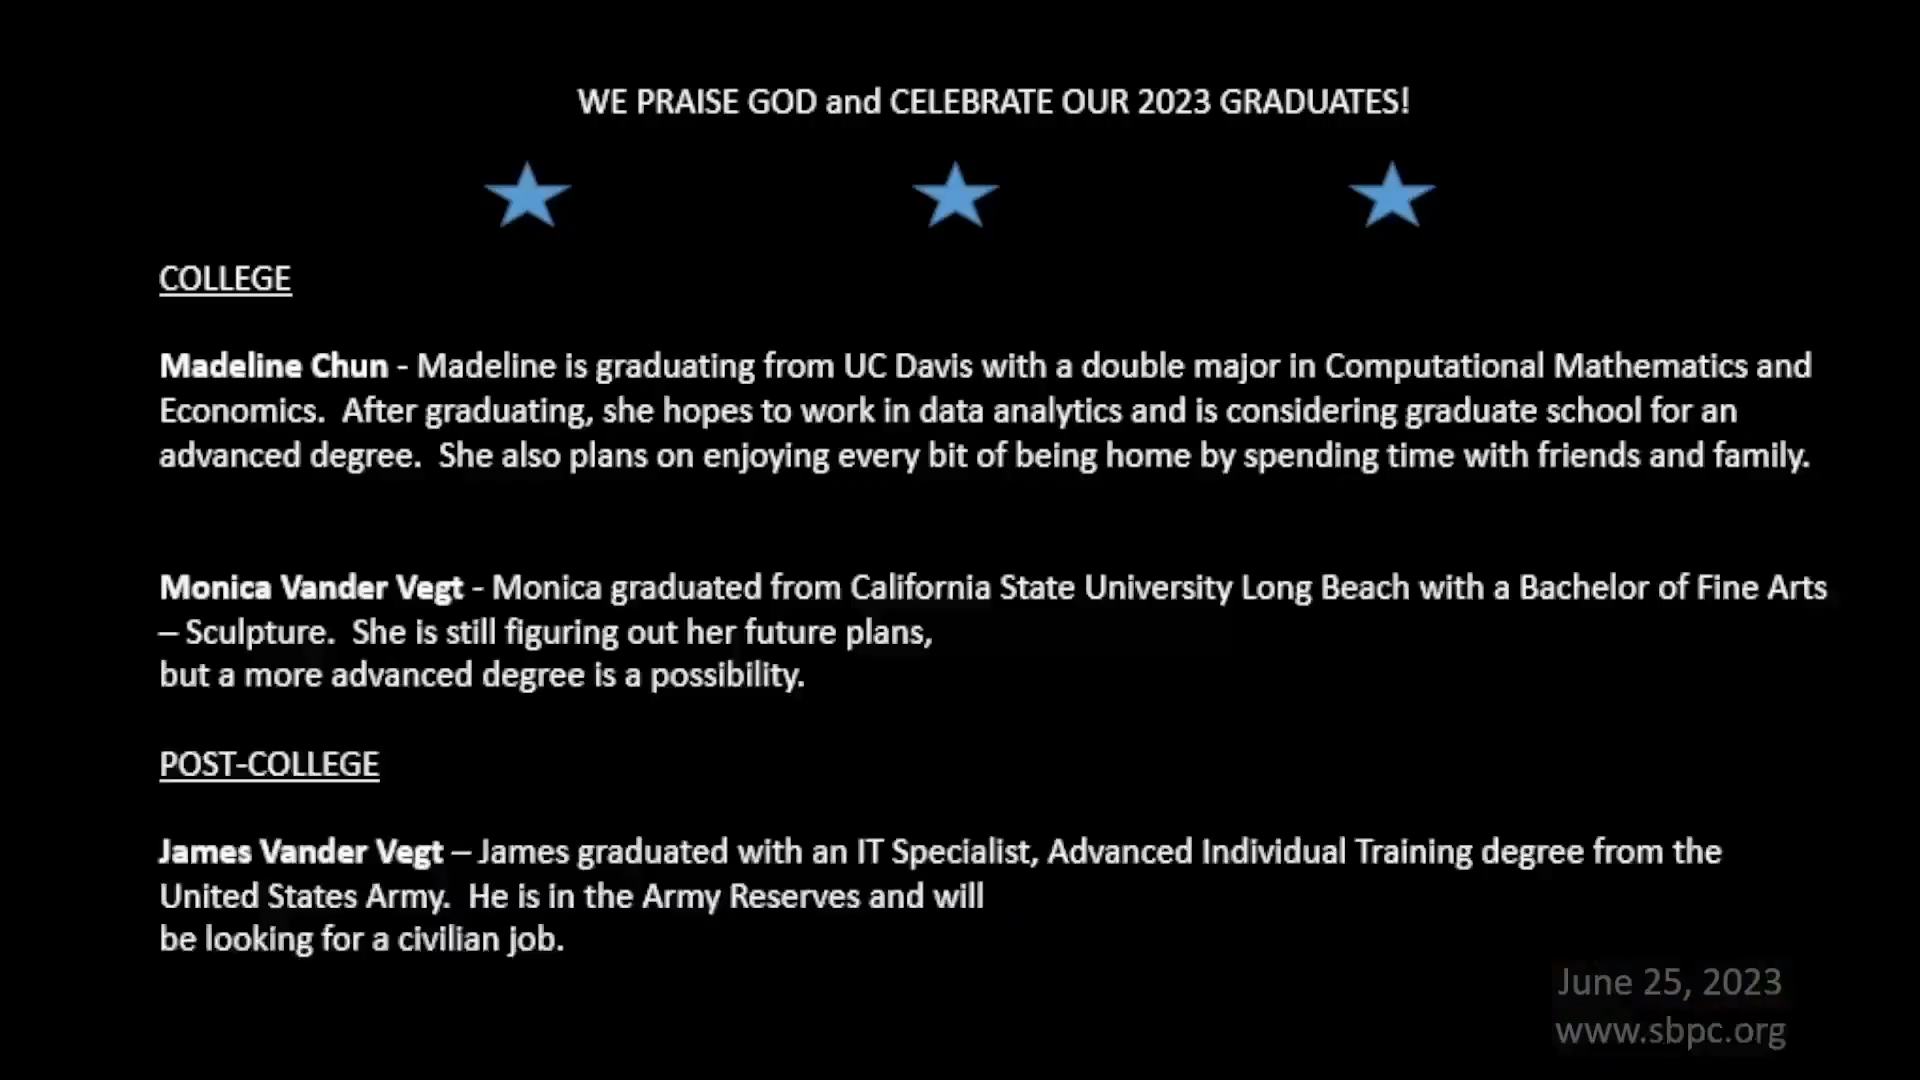 WE PRAISE GOD and CELEBRATE OUR 2023 GRADUATES!
COLLEGE
Madeline Chun - Madeline is graduating from UC Davis with a double major in Computational Mathematics and
Economics.  After graduating, she hopes to work in data analytics and is considering graduate school for an
advanced degree.  She also plans on enjoying every bit of being home by spending time with friends and family.
Monica Vander Vegt - Monica graduated from California State University Long Beach with a Bachelor of Fine Arts
– Sculpture.  She is still figuring out her future plans,
but a more advanced degree is a possibility.
POST-COLLEGE
James Vander Vegt – James graduated with an IT Specialist, Advanced Individual Training degree from the
United States Army.  He is in the Army Reserves and will
be looking for a civilian job.
June 25, 2023
www.sbpc.org